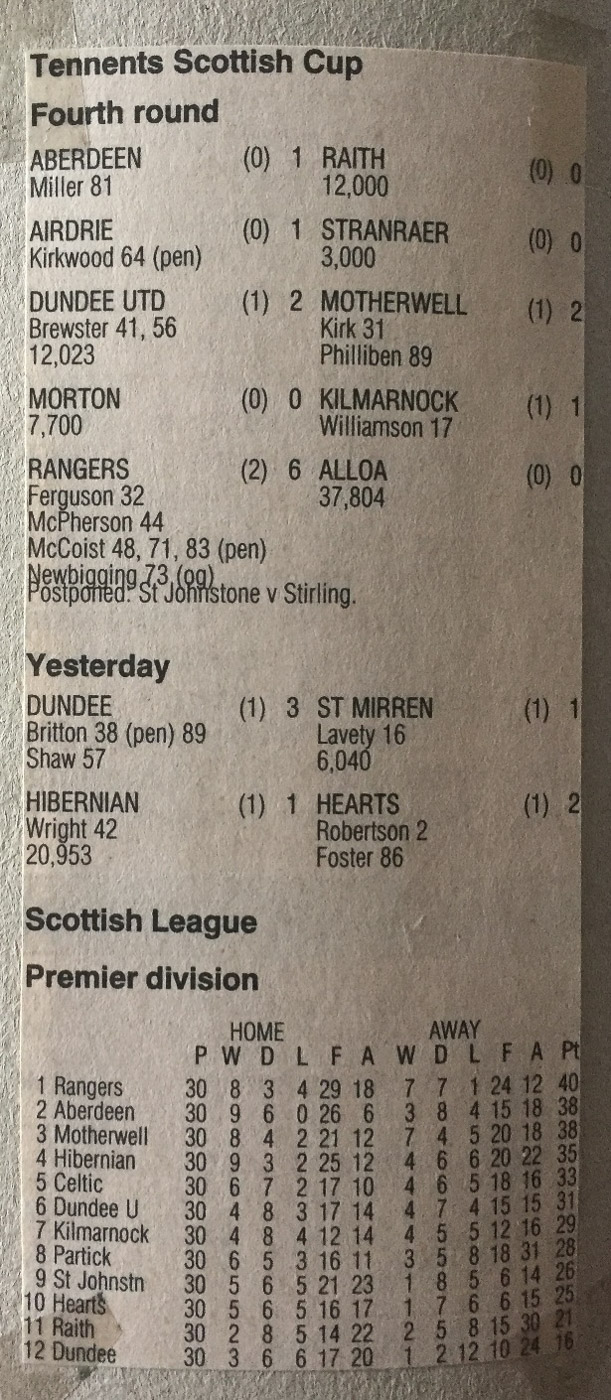 Tennents Scottish Cup
Fourth round
ABERDEEN (0) 1 RAITH (0) 0
Miller 81 12,000
AIRDRIE (0) 1 STRANRAER (0) 0
Kirkwood 64 (pen) 3,000
DUNDEE UTD (1) 2 MOTHERWELL (1) 2
Brewster 41, 56 Kirk 31
12,023 Philliben 89
MORTON (0) 0 KILMARNOCK (1) 1
7,700 Williamson 17
RANGERS (2) 6 ALLOA (0) 0
Ferguson 32 37,804
McPherson 44
McCoist 48, 71, 83 (pen)
Newbigging 73 (og)
Postponed: St Johnstone v Stirling.
Yesterday
DUNDEE (1) 3 ST MIRREN (1) 1
Britton 38 (pen) 89 Lavety 16
Shaw 57 6,040
HIBERNIAN (1) 1 HEARTS (1) 2
Wright 42 Robertson 2
20,953 Foster 86
Scottish League
Premier division
HOME AWAY
P W D L F A W D L F A Pt
1 Rangers 30 8 3 4 29 18 7 7 1 24 12 40
2 Aberdeen 30 9 6 0 26 6 3 8 4 15 18 38
3 Motherwell 30 8 4 2 21 12 7 4 5 20 18 38
4 Hibernian 30 9 3 2 25 12 4 6 6 20 22 35
5 Celtic 30 6 7 2 17 10 4 6 5 18 16 33
6 Dundee U 30 4 8 3 17 14 4 7 4 15 15 31
7 Kilmarnock 30 4 8 4 12 14 4 5 5 12 16 29
8 Partick 30 6 5 3 16 11 3 5 8 18 31 28
9 St Johnstn 30 5 6 5 21 23 1 8 5 6 14 26
10 Hearts 30 5 6 5 16 17 1 7 6 6 15 25
11 Raith 30 2 8 5 14 22 2 5 8 15 30 21
12 Dundee 30 3 6 6 17 20 1 2 12 10 24 16